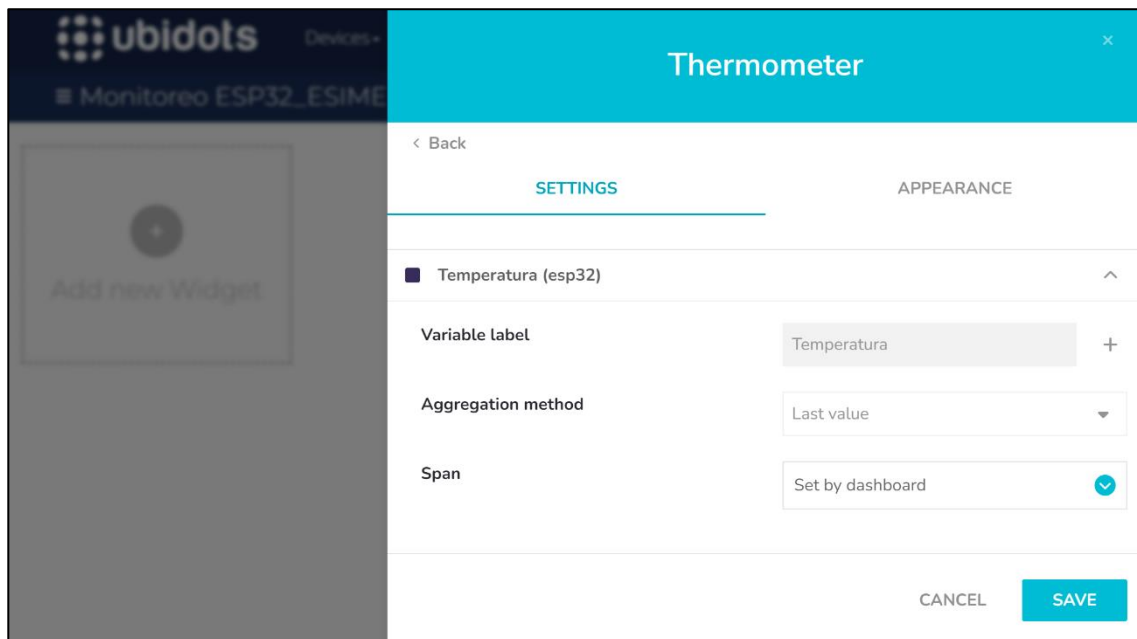 ubidots
Devices
Monitoreo ESP32_ESIME
Add new Widget
Thermometer
< Back
SETTINGS
APPEARANCE
Temperatura (esp32)
Variable label
Temperatura
Aggregation method
Last value
Span
Set by dashboard
CANCEL
SAVE